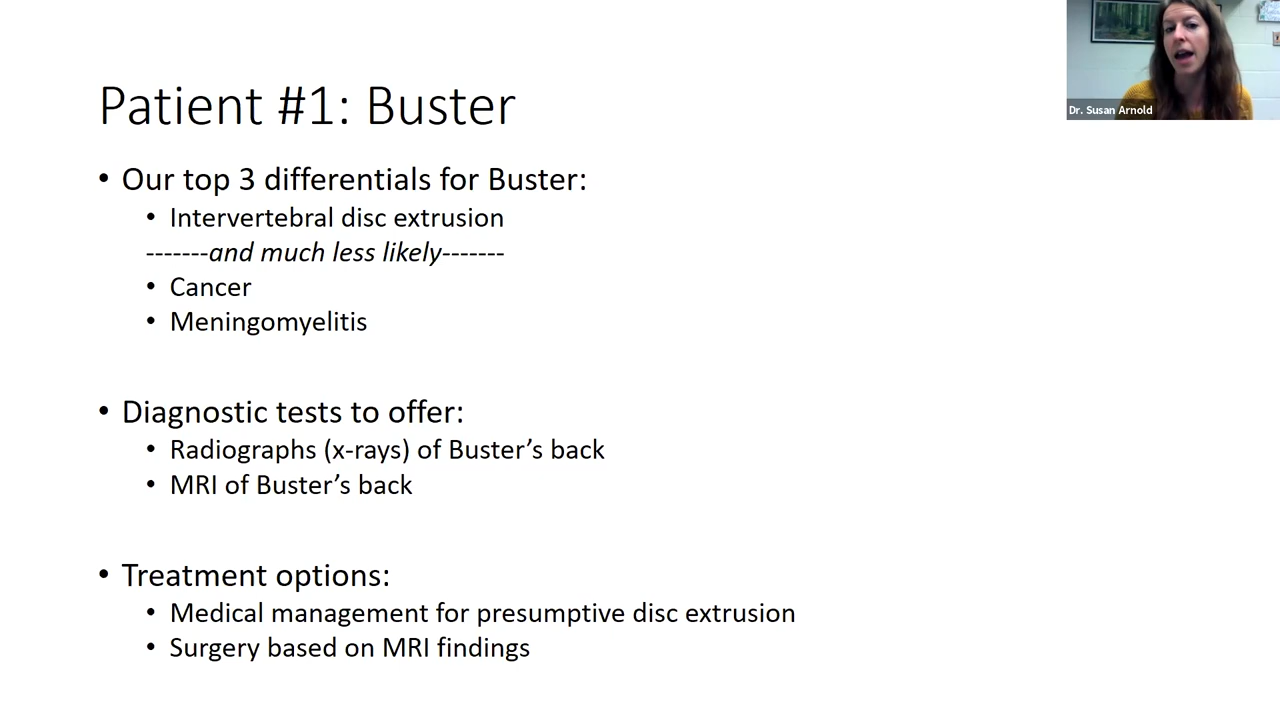 Dr. Susan Arnold
Patient #1: Buster
• Our top 3 differentials for Buster:
• Intervertebral disc extrusion
-------and much less likely-------
• Cancer
• Meningomyelitis
• Diagnostic tests to offer:
• Radiographs (x-rays) of Buster’s back
• MRI of Buster’s back
• Treatment options:
• Medical management for presumptive disc extrusion
• Surgery based on MRI findings